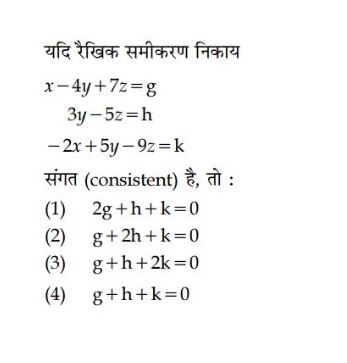 यदि रैखिक समीकरण निकाय
x−4y+7z=g
3y−5z=h
−2x+5y−9z=k
संगत (consistent) है, तो :
(1) 2g+h+k=0
(2) g+2h+k=0
(3) g+h+2k=0
(4) g+h+k=0